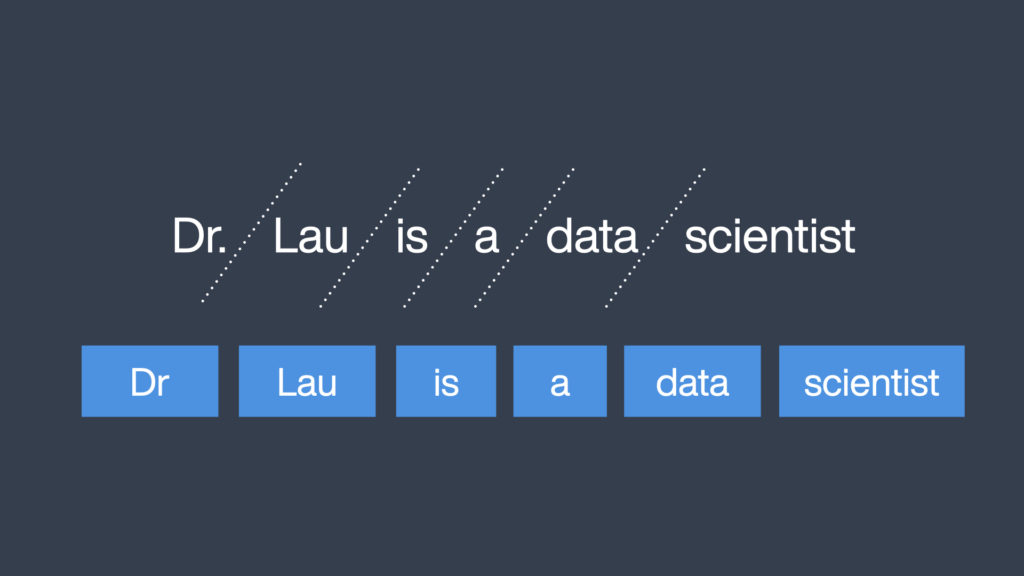 Dr. Lau is a data scientist
Dr Lau is a data scientist